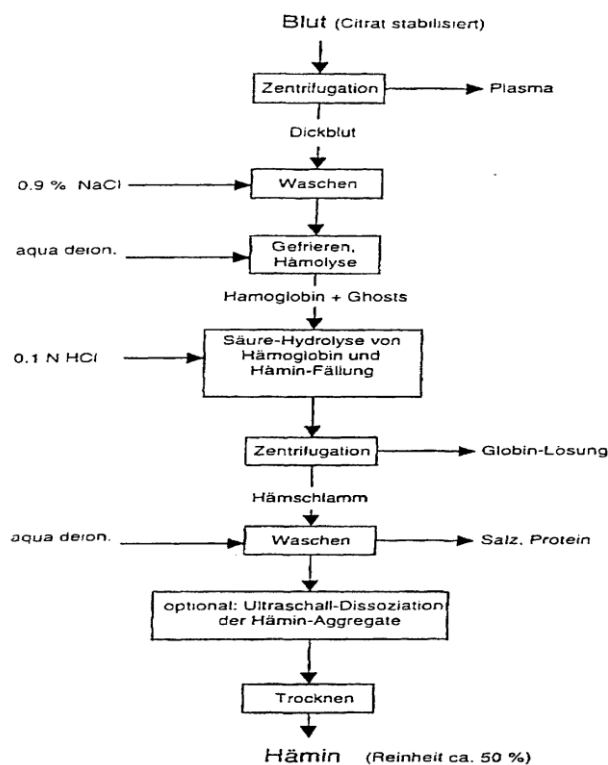 Blut (Citrat stabilisiert)
Zentrifugation
Plasma
Dickblut
0.9 % NaCl
Waschen
aqua deion.
Gefrieren,
Hämolyse
Hamoglobin + Ghosts
0.1 N HCl
Säure-Hydrolyse von
Hämoglobin und
Hämin-Fällung
Zentrifugation
Globin-Lösung
Hämschlamm
aqua deion.
Waschen
Salz, Protein
optional: Ultraschall-Dissoziation
der Hämin-Aggregate
Trocknen
Hämin (Reinheit ca. 50 %)